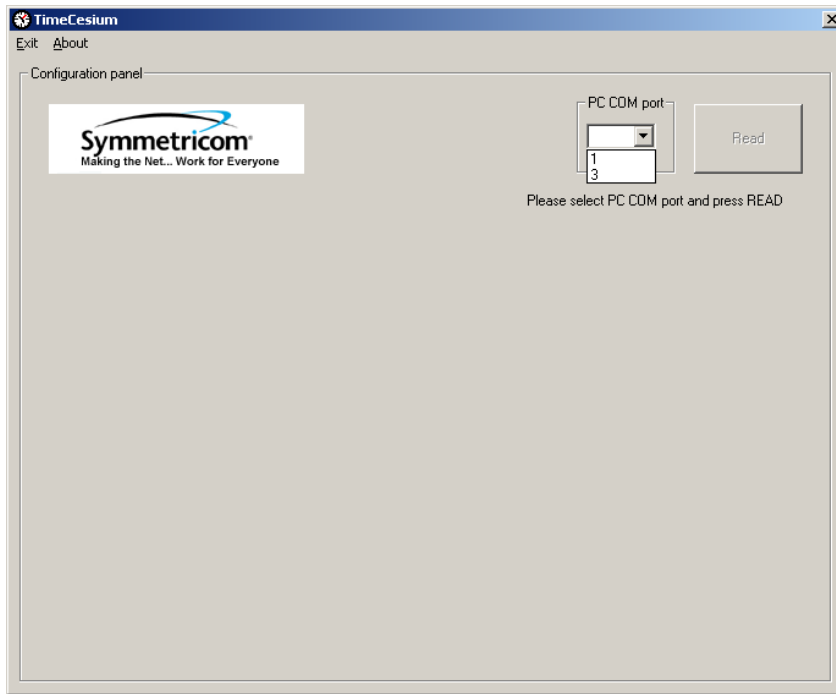 TimeCesium
Exit About
Configuration panel
Symmetricom®
Making the Net... Work for Everyone
PC COM port
1
3
Read
Please select PC COM port and press READ